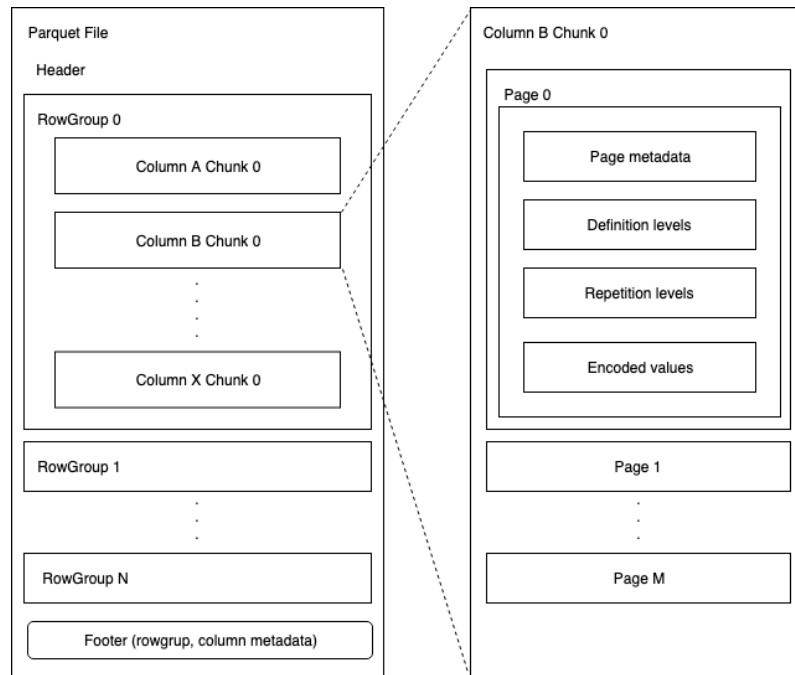 Parquet File
Header
RowGroup 0
Column A Chunk 0
Column B Chunk 0
Column X Chunk 0
RowGroup 1
RowGroup N
Footer (rowgrup, column metadata)
Column B Chunk 0
Page 0
Page metadata
Definition levels
Repetition levels
Encoded values
Page 1
Page M